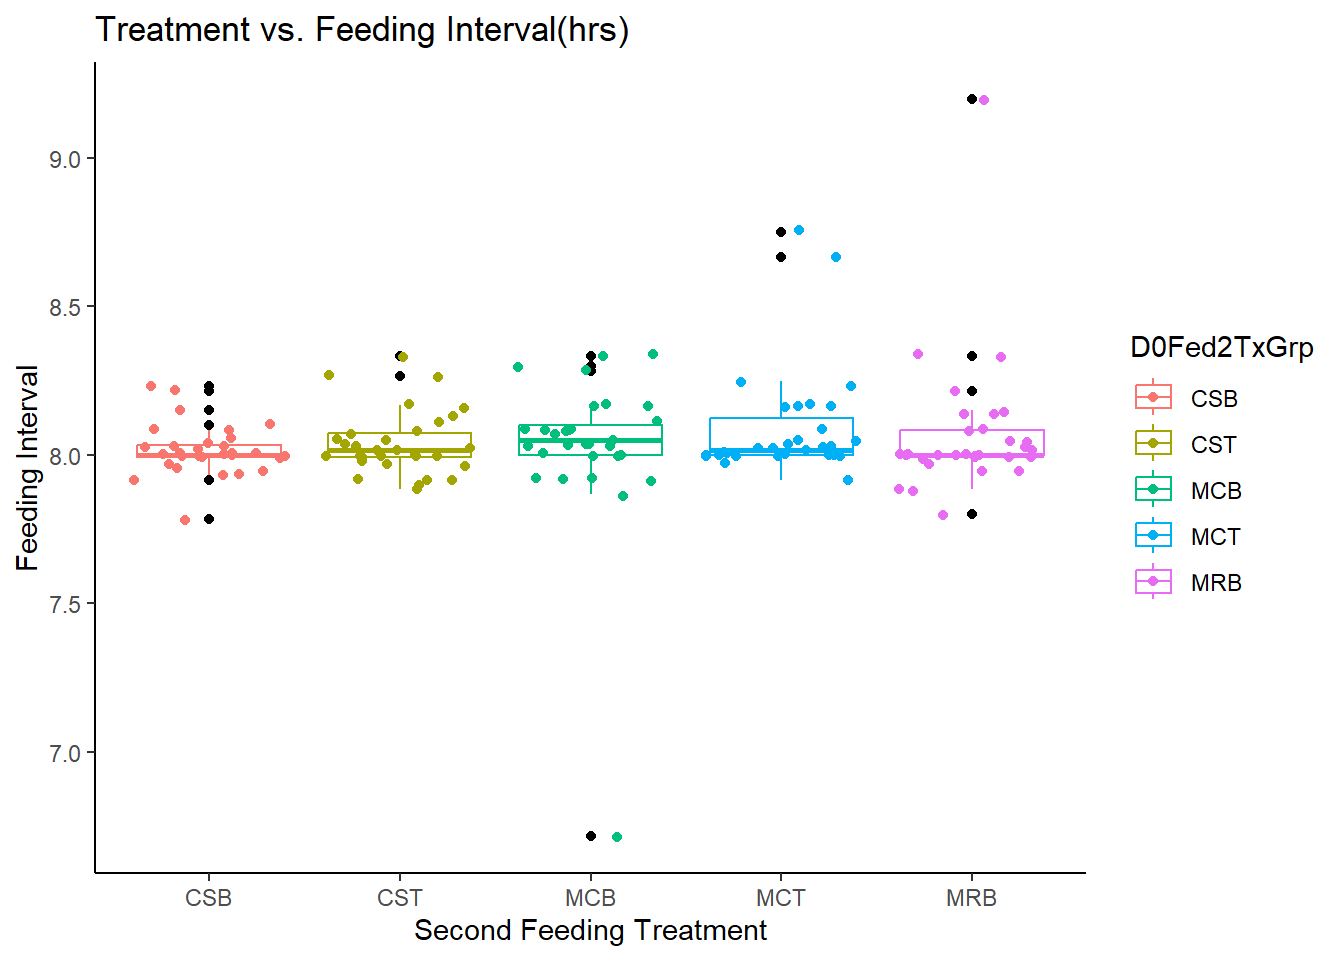 Treatment vs. Feeding Interval(hrs)
Feeding Interval
9.0
8.5
8.0
7.5
7.0
CSB
CST
MCB
MCT
MRB
Second Feeding Treatment
D0Fed2TxGrp
CSB
CST
MCB
MCT
MRB